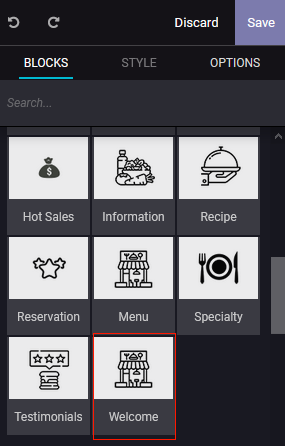 Discard Save
BLOCKS STYLE OPTIONS
Search...
$
Hot Sales Information Recipe
Reservation Menu Specialty
Testimonials Welcome